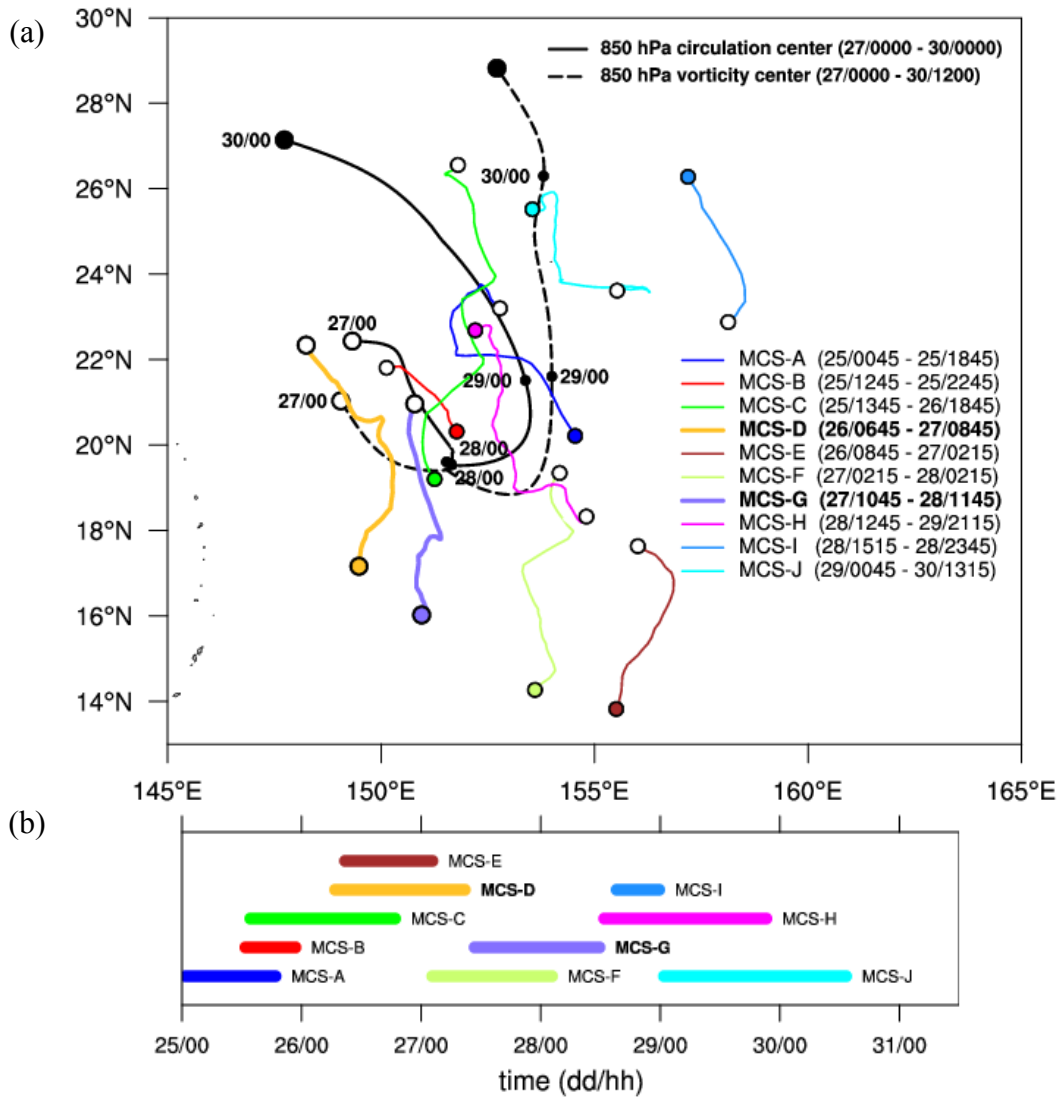 (a)
30°N
28°N
26°N
24°N
22°N
20°N
18°N
16°N
14°N
850 hPa circulation center (27/0000 - 30/0000)
850 hPa vorticity center (27/0000 - 30/1200)
30/00
30/00
27/00
29/00
29/00
27/00
28/00
28/00
MCS-A (25/0045 - 25/1845)
MCS-B (25/1245 - 25/2245)
MCS-C (25/1345 - 26/1845)
MCS-D (26/0645 - 27/0845)
MCS-E (26/0845 - 27/0215)
MCS-F (27/0215 - 28/0215)
MCS-G (27/1045 - 28/1145)
MCS-H (28/1245 - 29/2115)
MCS-I (28/1515 - 28/2345)
MCS-J (29/0045 - 30/1315)
145°E 150°E 155°E 160°E 165°E
(b)
MCS-E
MCS-D MCS-I
MCS-C MCS-H
MCS-B MCS-G
MCS-A MCS-F MCS-J
25/00 26/00 27/00 28/00 29/00 30/00 31/00
time (dd/hh)